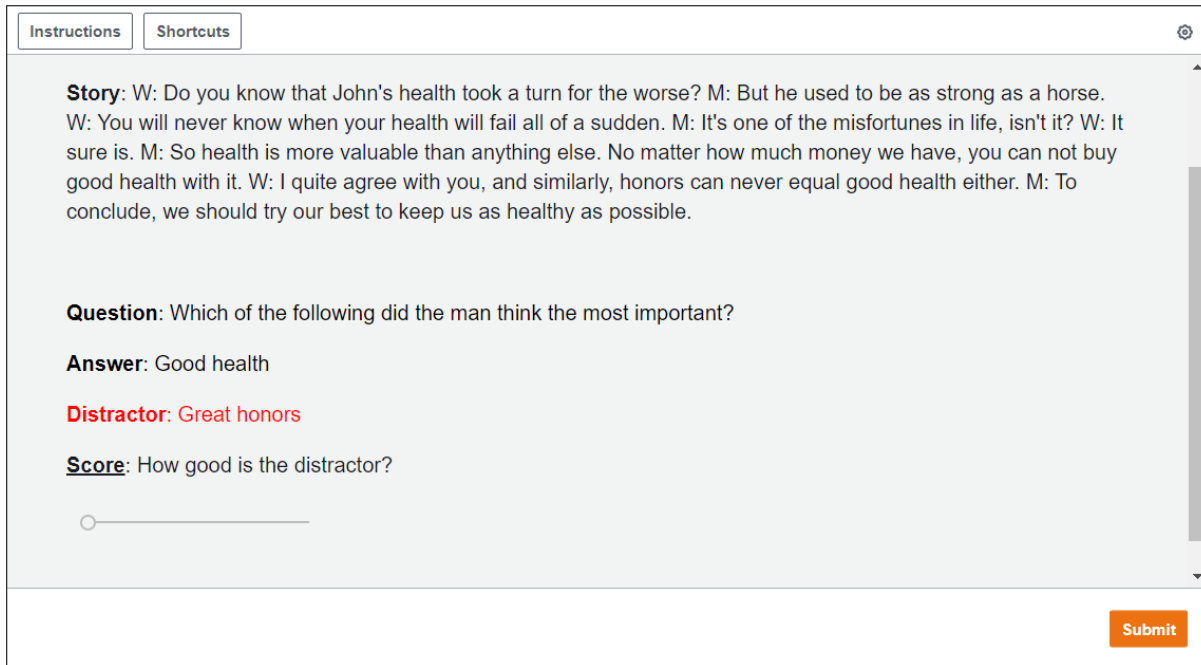 Instructions Shortcuts
Story: W: Do you know that John's health took a turn for the worse? M: But he used to be as strong as a horse.
W: You will never know when your health will fail all of a sudden. M: It's one of the misfortunes in life, isn't it? W: It
sure is. M: So health is more valuable than anything else. No matter how much money we have, you can not buy
good health with it. W: I quite agree with you, and similarly, honors can never equal good health either. M: To
conclude, we should try our best to keep us as healthy as possible.
Question: Which of the following did the man think the most important?
Answer: Good health
Distractor: Great honors
Score: How good is the distractor?
Submit